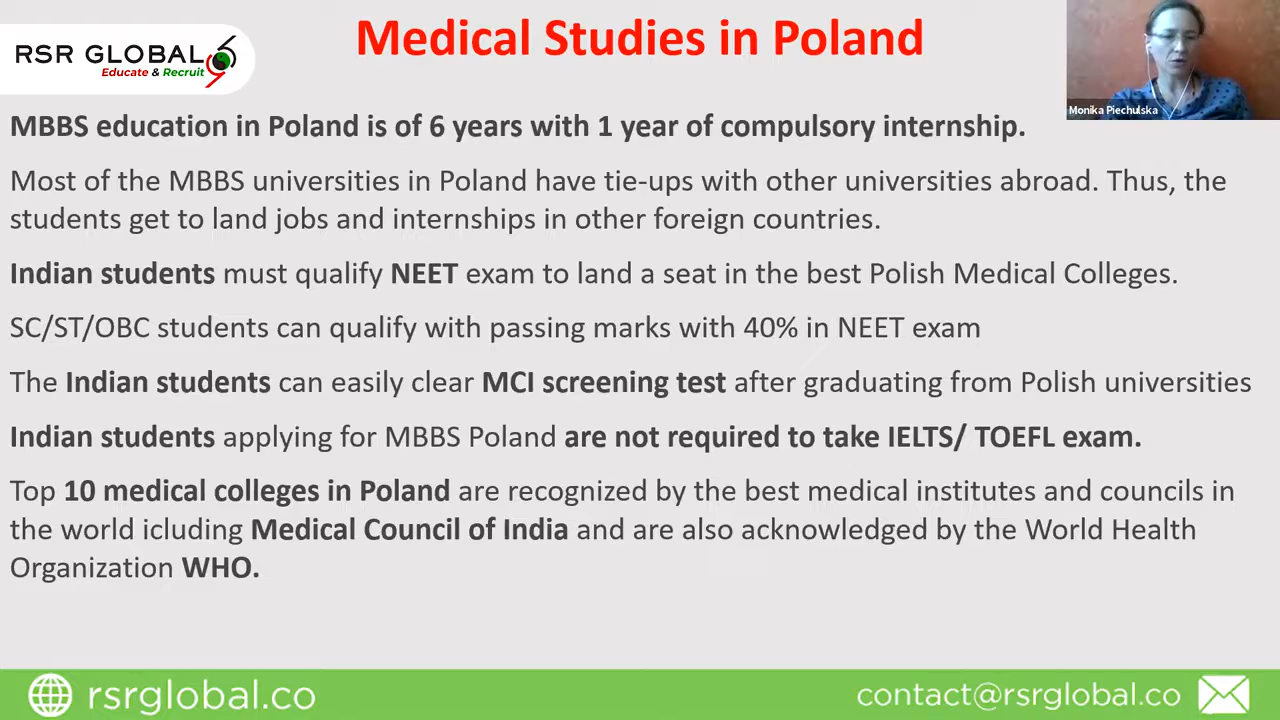 Medical Studies in Poland
RSR GLOBAL
Educate & Recruit
Monika Piechulska
MBBS education in Poland is of 6 years with 1 year of compulsory internship.
Most of the MBBS universities in Poland have tie-ups with other universities abroad. Thus, the
students get to land jobs and internships in other foreign countries.
Indian students must qualify NEET exam to land a seat in the best Polish Medical Colleges.
SC/ST/OBC students can qualify with passing marks with 40% in NEET exam
The Indian students can easily clear MCI screening test after graduating from Polish universities
Indian students applying for MBBS Poland are not required to take IELTS/ TOEFL exam.
Top 10 medical colleges in Poland are recognized by the best medical institutes and councils in
the world icluding Medical Council of India and are also acknowledged by the World Health
Organization WHO.
rsrglobal.co
contact@rsrglobal.co